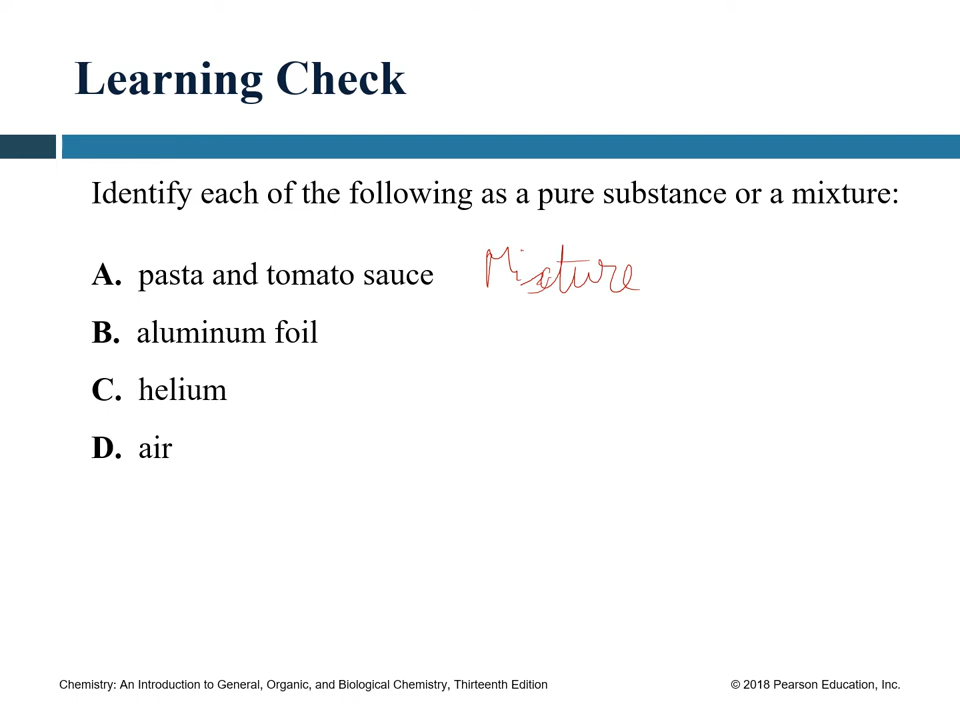 Learning Check
Identify each of the following as a pure substance or a mixture:
A. pasta and tomato sauce Mixture
B. aluminum foil
C. helium
D. air
Chemistry: An Introduction to General, Organic, and Biological Chemistry, Thirteenth Edition
© 2018 Pearson Education, Inc.